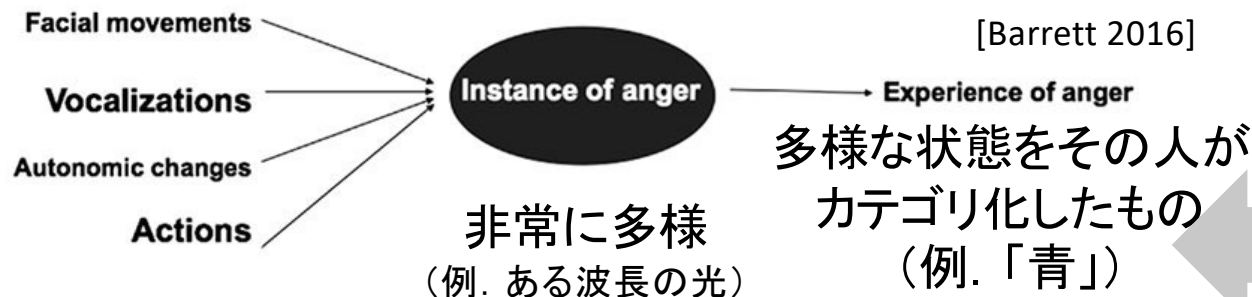 Facial movements
Vocalizations
Autonomic changes
Actions
Instance of anger
非常に多様
（例．ある波長の光）
[Barrett 2016]
Experience of anger
多様な状態をその人が
カテゴリ化したもの
（例．「青」）